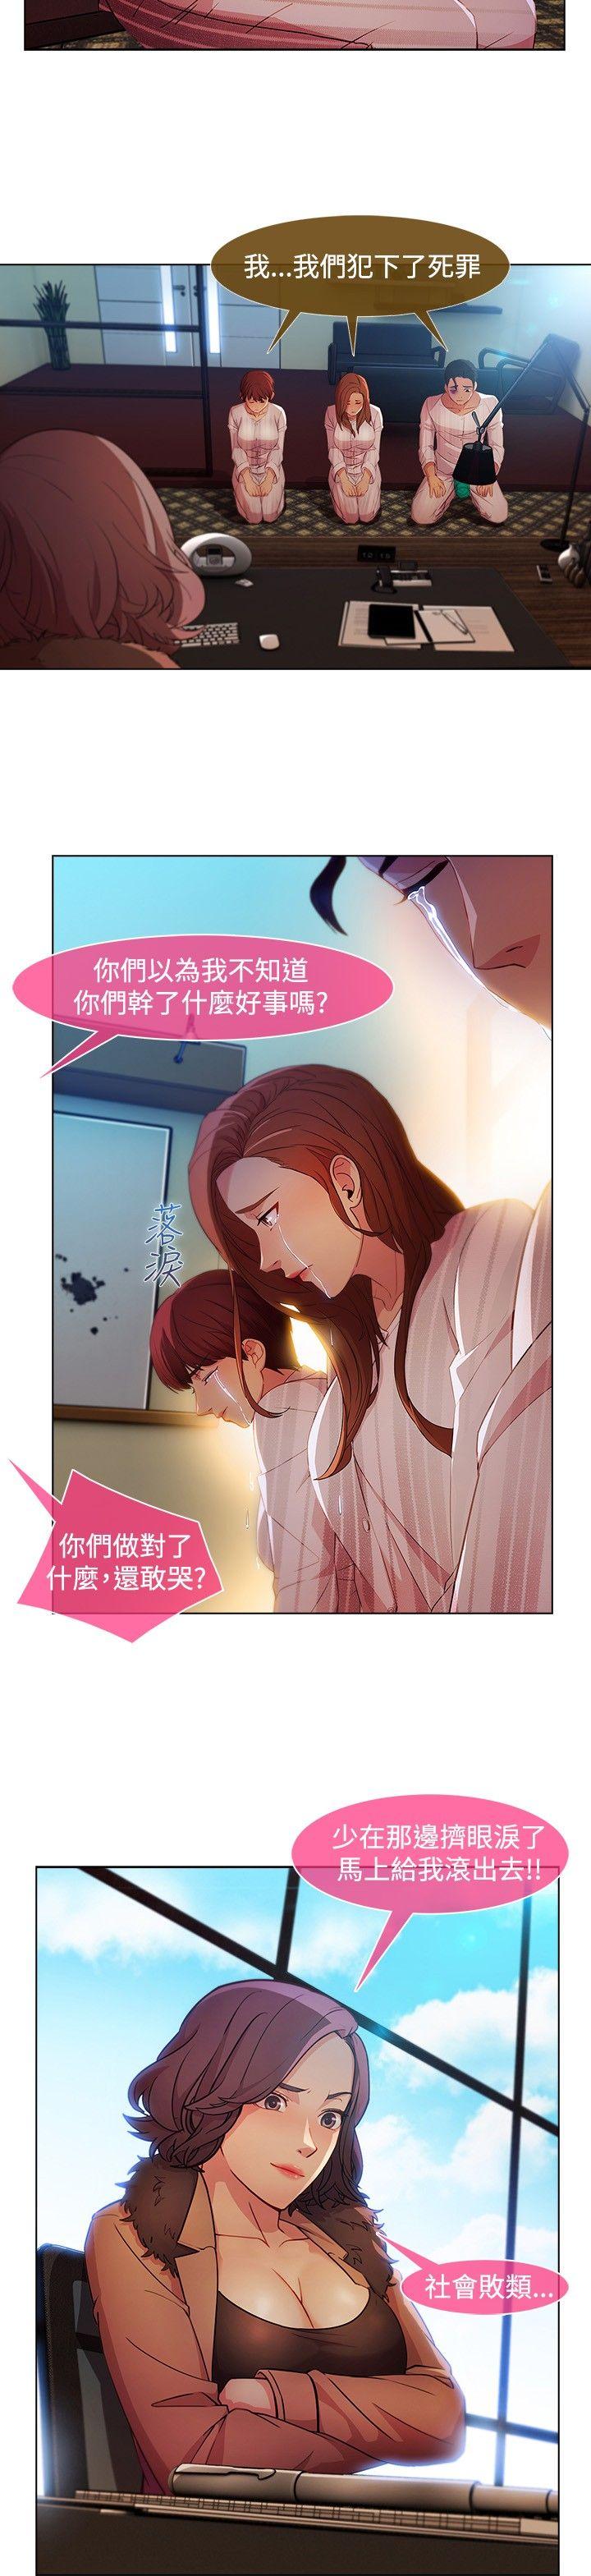 我...我們犯下了死罪
12:15
你們以為我不知道
你們幹了什麼好事嗎?
落淚
你們做對了
什麼，還敢哭?
少在那邊擠眼淚了
馬上給我滾出去!!
社會敗類...